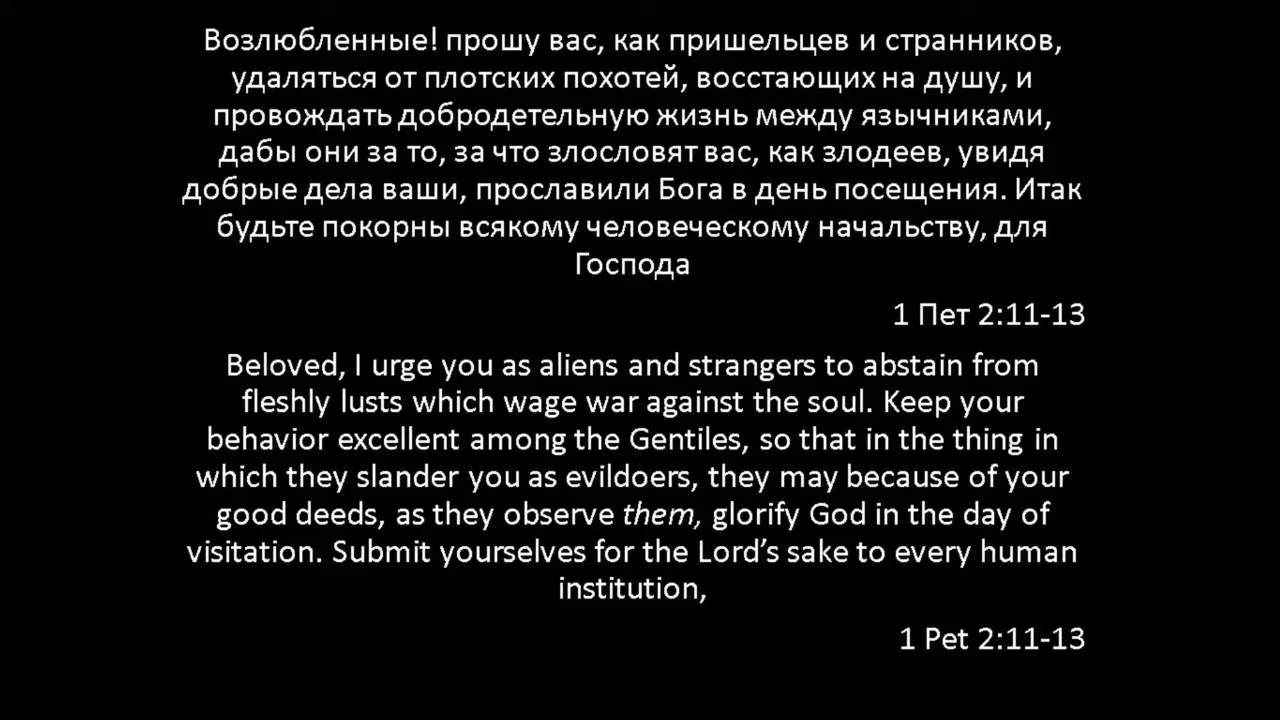 Возлюбленные! прошу вас, как пришельцев и странников,
удаляться от плотских похотей, восстающих на душу, и
провождать добродетельную жизнь между язычниками,
дабы они за то, за что злословят вас, как злодеев, увидя
добрые дела ваши, прославили Бога в день посещения. Итак
будьте покорны всякому человеческому начальству, для
Господа
1 Пет 2:11-13
Beloved, I urge you as aliens and strangers to abstain from
fleshly lusts which wage war against the soul. Keep your
behavior excellent among the Gentiles, so that in the thing in
which they slander you as evildoers, they may because of your
good deeds, as they observe them, glorify God in the day of
visitation. Submit yourselves for the Lord’s sake to every human
institution,
1 Pet 2:11-13